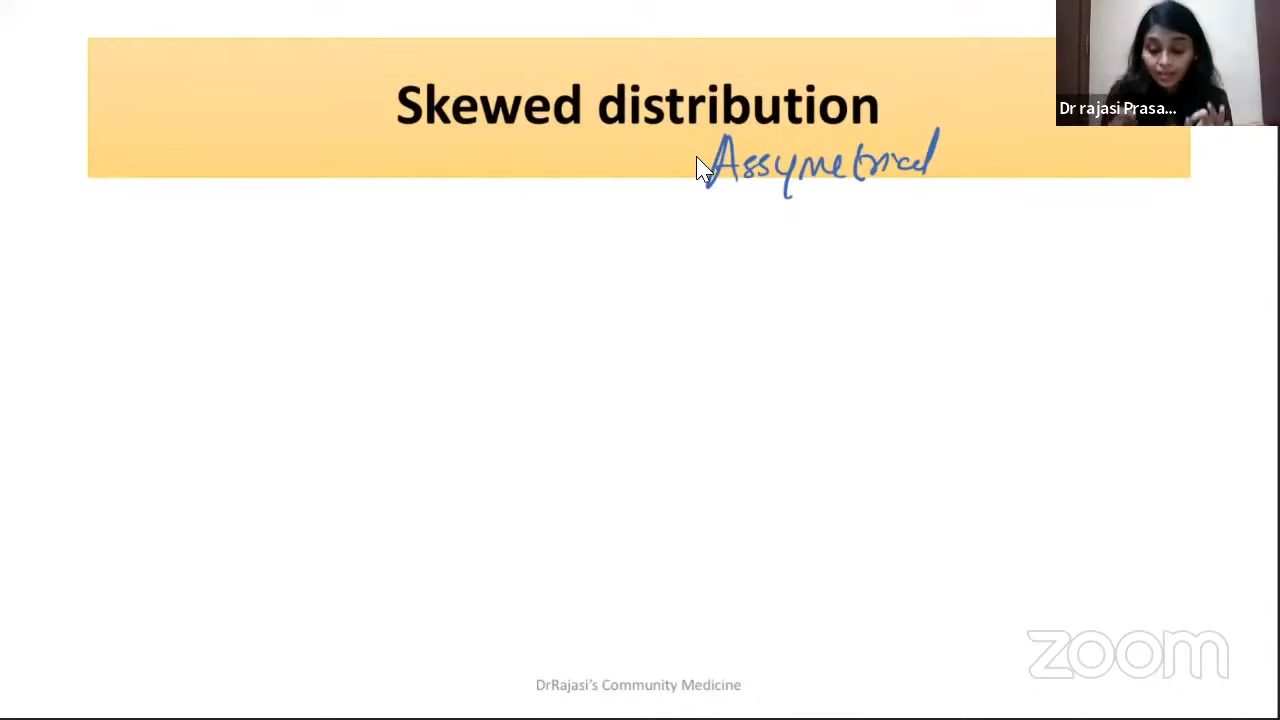 Skewed distribution
Dr rajasi Prasa...
Assymetrical
DrRajasi's Community Medicine
zoom